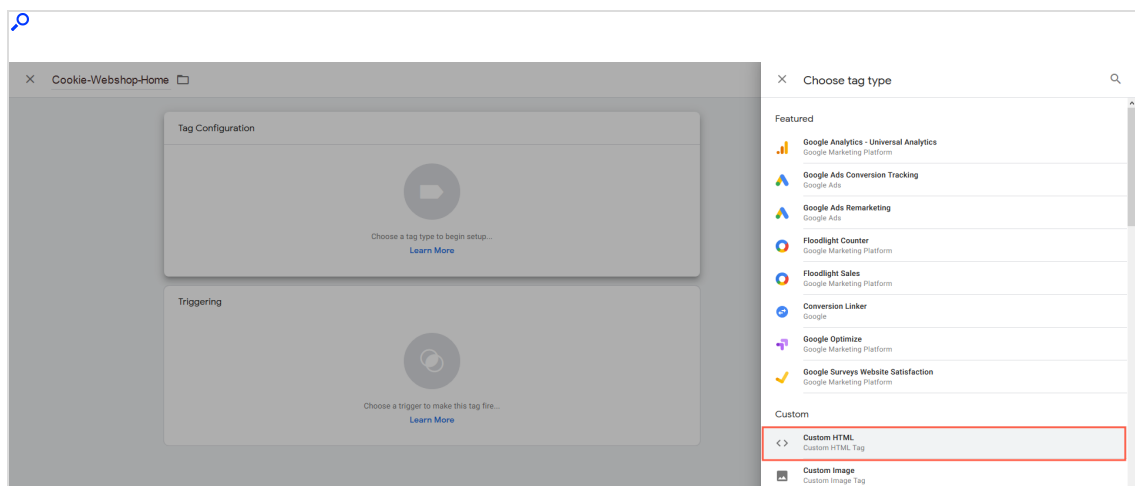 Cookie-Webshop-Home
Tag Configuration
Choose a tag type to begin setup...
Learn More
Triggering
Choose a trigger to make this tag fire...
Learn More
Choose tag type
Featured
Google Analytics - Universal Analytics
Google Marketing Platform
Google Ads Conversion Tracking
Google Ads
Google Ads Remarketing
Google Ads
Floodlight Counter
Google Marketing Platform
Floodlight Sales
Google Marketing Platform
Conversion Linker
Google
Google Optimize
Google Marketing Platform
Google Surveys Website Satisfaction
Google Marketing Platform
Custom
Custom HTML
Custom HTML Tag
Custom Image
Custom Image Tag